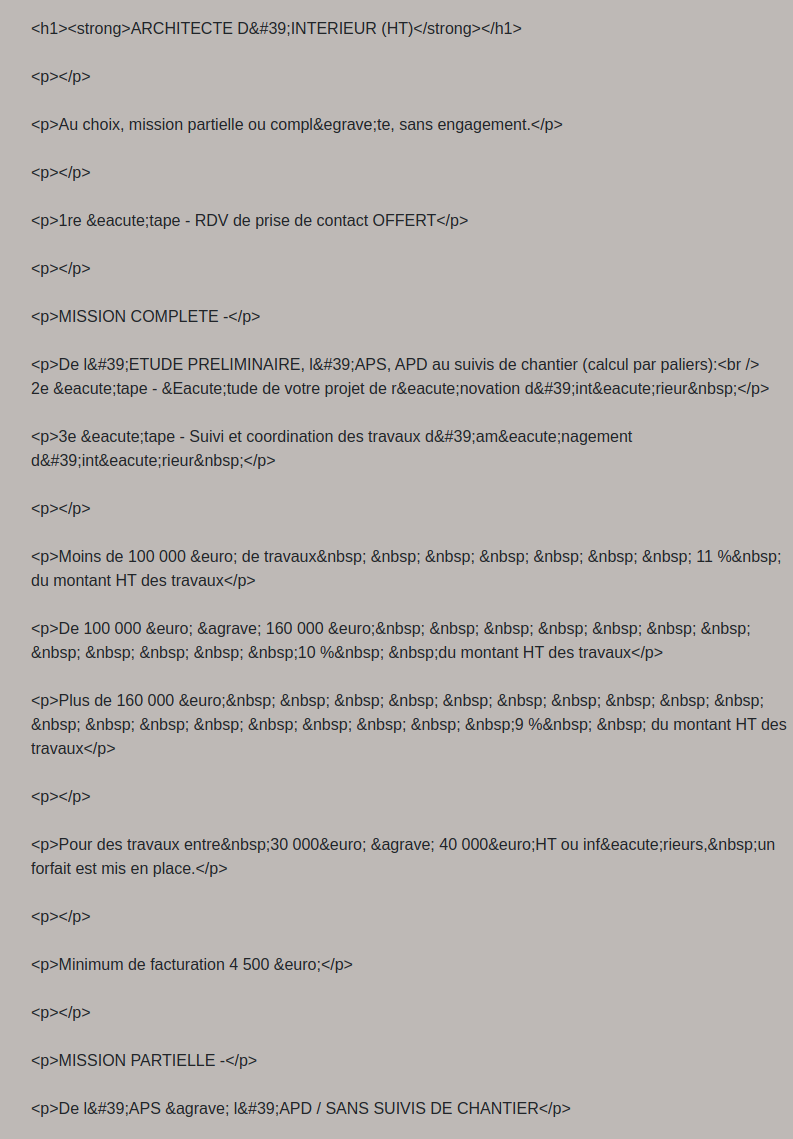 <h1><strong>ARCHITECTE D&#39;INTERIEUR (HT)</strong></h1>
<p></p>
<p>Au choix, mission partielle ou compl&egrave;te, sans engagement.</p>
<p></p>
<p>1re &eacute;tape - RDV de prise de contact OFFERT</p>
<p></p>
<p>MISSION COMPLETE -</p>
<p>De l&#39;ETUDE PRELIMINAIRE, l&#39;APS, APD au suivis de chantier (calcul par paliers):<br />
2e &eacute;tape - &Eacute;tude de votre projet de r&eacute;novation d&#39;int&eacute;rieur&nbsp;</p>
<p>3e &eacute;tape - Suivi et coordination des travaux d&#39;am&eacute;nagement
d&#39;int&eacute;rieur&nbsp;</p>
<p></p>
<p>Moins de 100 000 &euro; de travaux&nbsp; &nbsp; &nbsp; &nbsp; &nbsp; &nbsp; &nbsp; 11 %&nbsp;
du montant HT des travaux</p>
<p>De 100 000 &euro; &agrave; 160 000 &euro;&nbsp; &nbsp; &nbsp; &nbsp; &nbsp; &nbsp; &nbsp;
&nbsp; &nbsp; &nbsp; &nbsp; &nbsp;10 %&nbsp; &nbsp;du montant HT des travaux</p>
<p>Plus de 160 000 &euro;&nbsp; &nbsp; &nbsp; &nbsp; &nbsp; &nbsp; &nbsp; &nbsp; &nbsp; &nbsp;
&nbsp; &nbsp; &nbsp; &nbsp; &nbsp; &nbsp; &nbsp; &nbsp; &nbsp;9 %&nbsp; &nbsp; du montant HT des
travaux</p>
<p></p>
<p>Pour des travaux entre&nbsp;30 000&euro; &agrave; 40 000&euro;HT ou inf&eacute;rieurs,&nbsp;un
forfait est mis en place.</p>
<p></p>
<p>Minimum de facturation 4 500 &euro;</p>
<p></p>
<p>MISSION PARTIELLE -</p>
<p>De l&#39;APS &agrave; l&#39;APD / SANS SUIVIS DE CHANTIER</p>